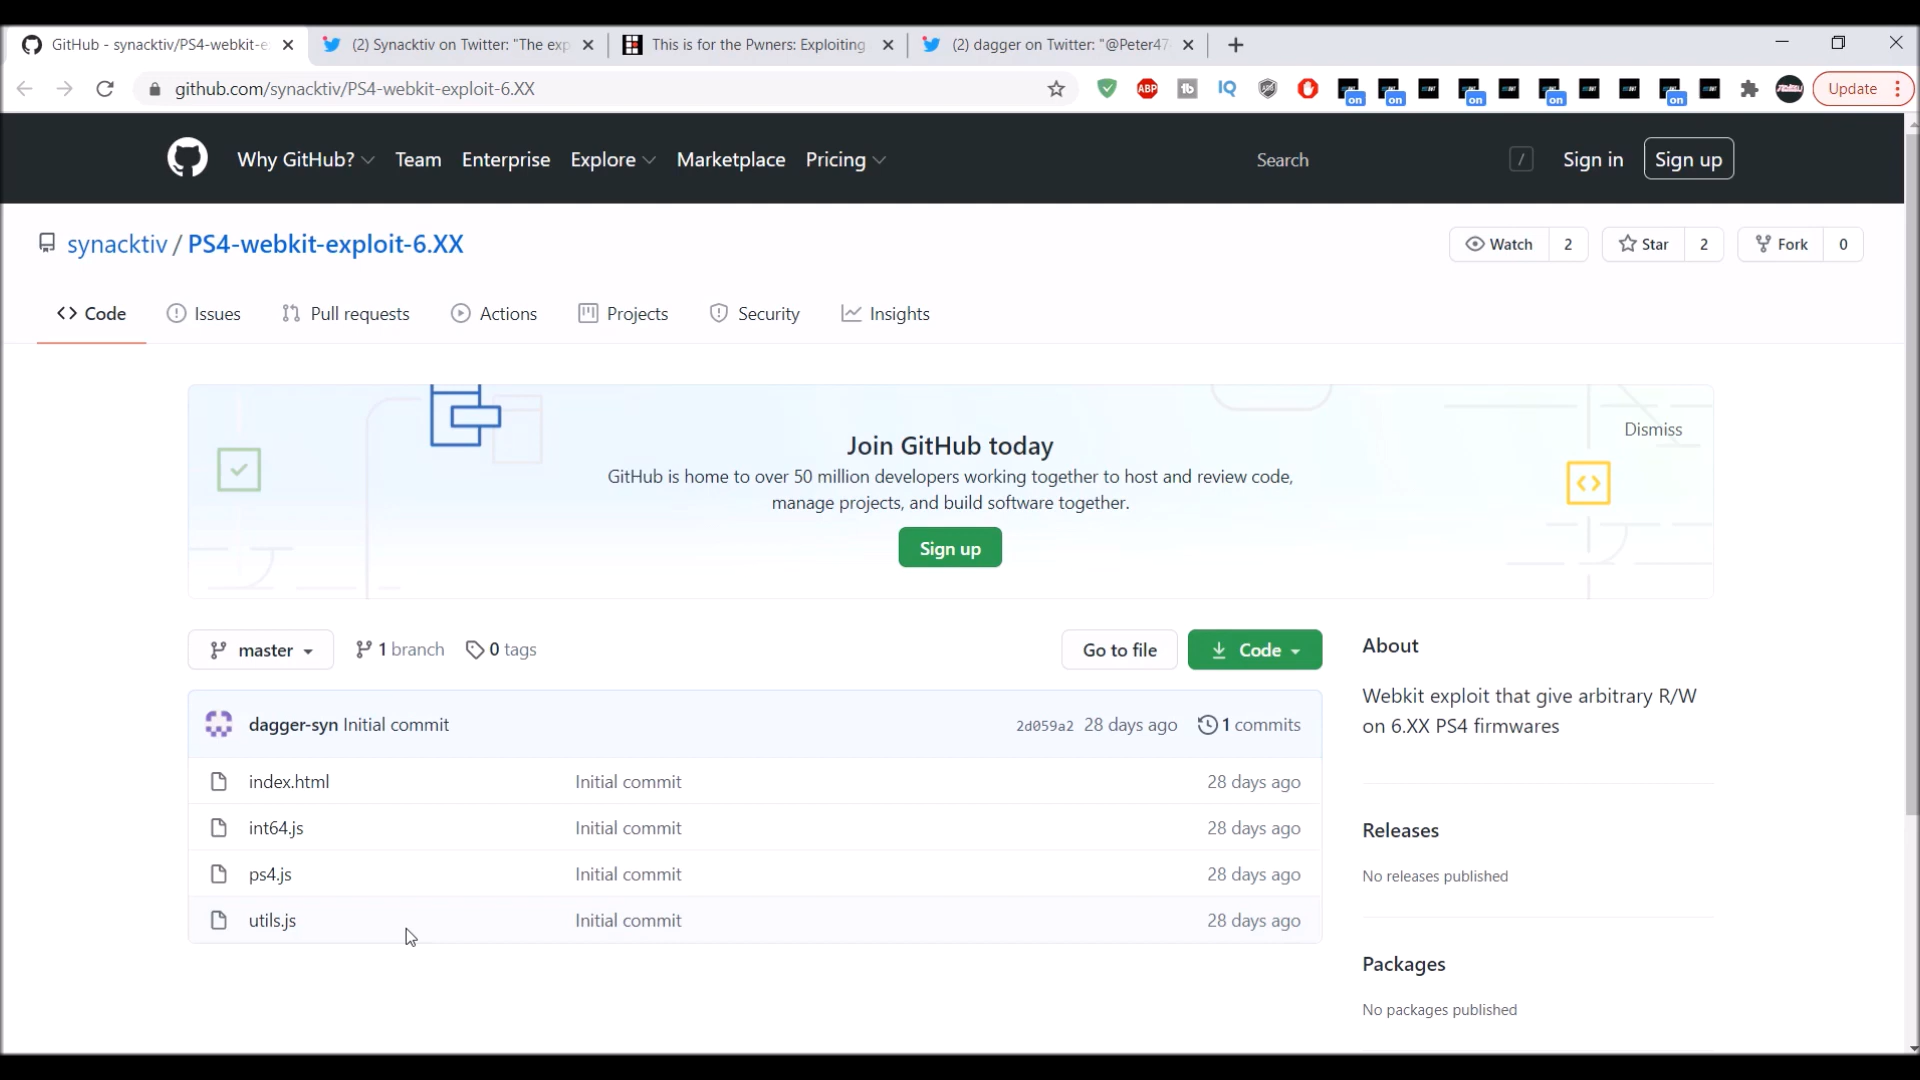 GitHub - synacktiv/PS4-webkit-e
(2) Synacktiv on Twitter: "The exp
This is for the Pwners: Exploiting
(2) dagger on Twitter: "@Peter47
github.com/synacktiv/PS4-webkit-exploit-6.XX
ABP
tb
IQ
on
on
on
on
on
Update
Why GitHub?
Team
Enterprise
Explore
Marketplace
Pricing
Search
/
Sign in
Sign up
synacktiv / PS4-webkit-exploit-6.XX
Watch 2
Star 2
Fork 0
Code
Issues
Pull requests
Actions
Projects
Security
Insights
Join GitHub today
Dismiss
GitHub is home to over 50 million developers working together to host and review code,
manage projects, and build software together.
Sign up
master
1 branch
0 tags
Go to file
Code
dagger-syn Initial commit 2d059a2 28 days ago 1 commits
index.html Initial commit 28 days ago
int64.js Initial commit 28 days ago
ps4.js Initial commit 28 days ago
utils.js Initial commit 28 days ago
About
Webkit exploit that give arbitrary R/W
on 6.XX PS4 firmwares
Releases
No releases published
Packages
No packages published